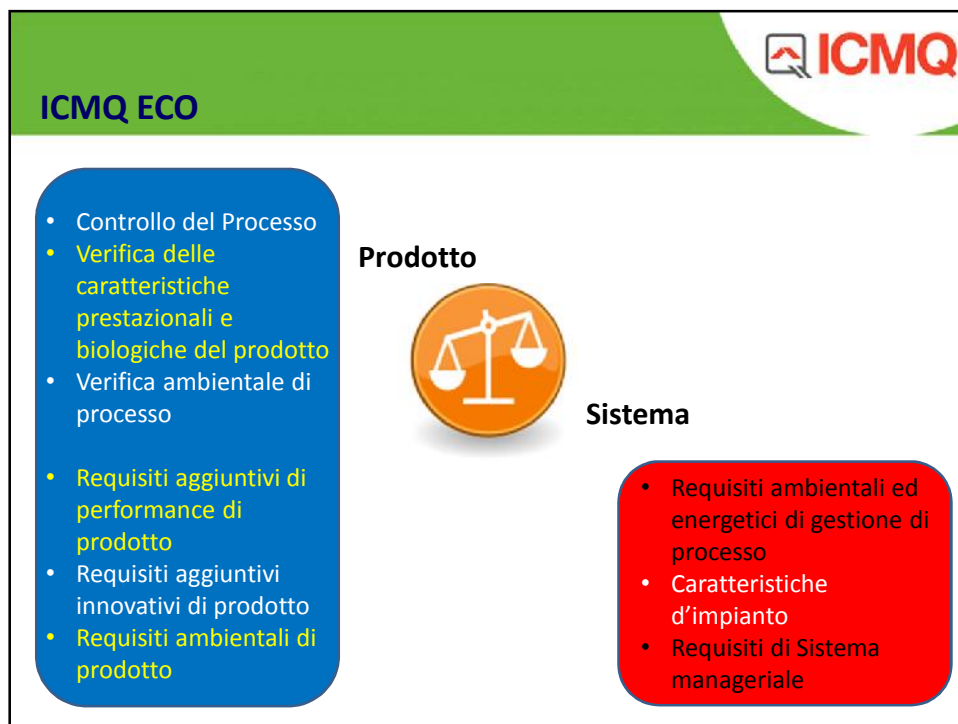 ICMQ
ICMQ ECO
• Controllo del Processo
• Verifica delle
caratteristiche
prestazionali e
biologiche del prodotto
• Verifica ambientale di
processo
• Requisiti aggiuntivi di
performance di
prodotto
• Requisiti aggiuntivi
innovativi di prodotto
• Requisiti ambientali di
prodotto
Prodotto
Sistema
• Requisiti ambientali ed
energetici di gestione di
processo
• Caratteristiche
d’impianto
• Requisiti di Sistema
manageriale